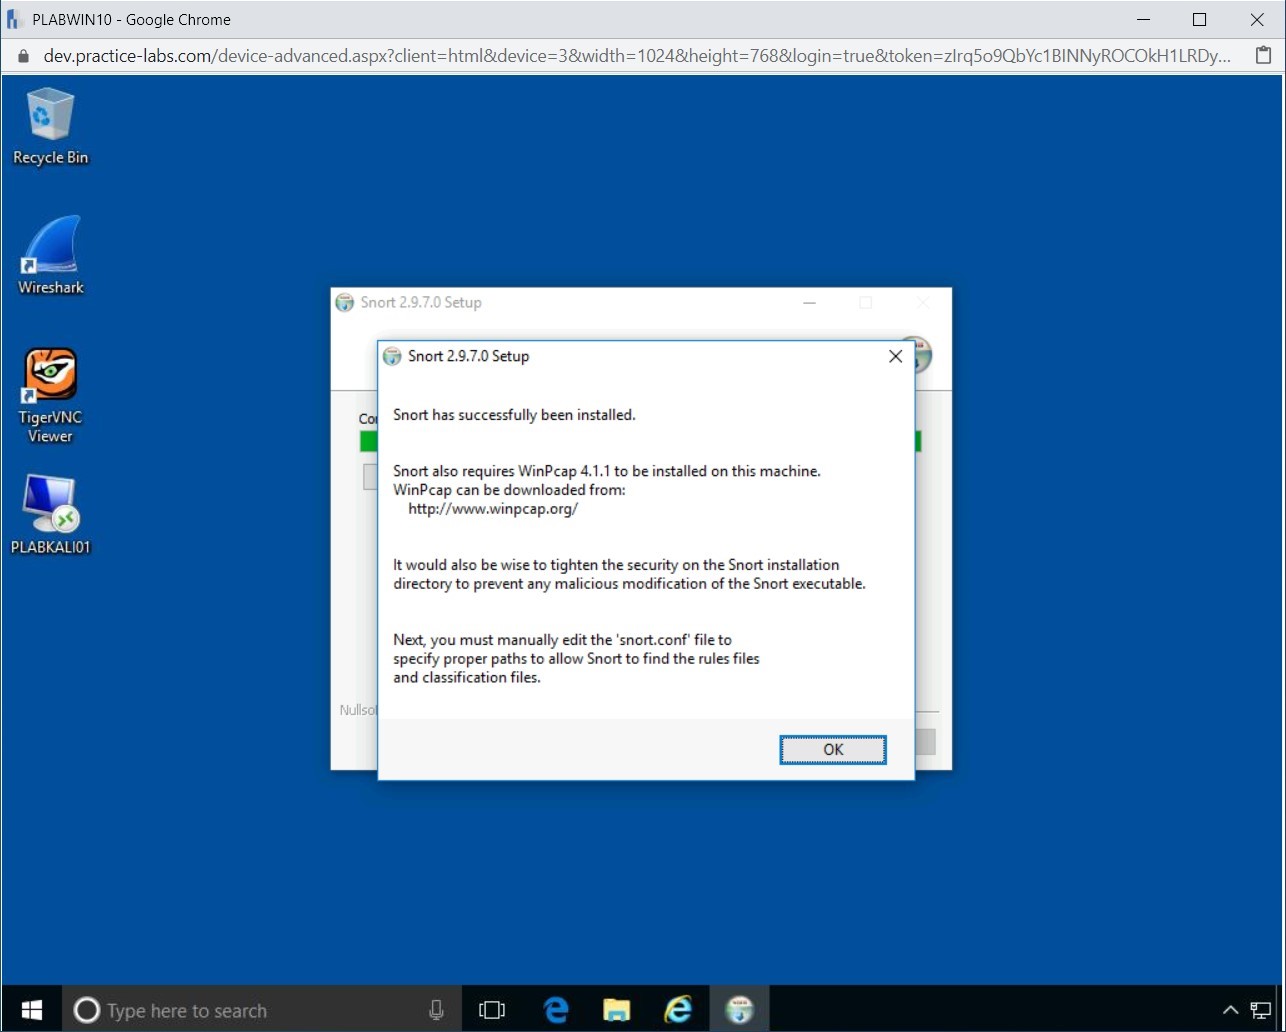 PLABWIN10 - Google Chrome
dev.practice-labs.com/device-advanced.aspx?client=html&device=3&width=1024&height=768&login=true&token=zIrq5o9QbYc1BINNyROCOkH1LRDy...
Recycle Bin
Wireshark
TigerVNC
Viewer
PLABKALI01
Snort 2.9.7.0 Setup
Snort 2.9.7.0 Setup
Snort has successfully been installed.
Snort also requires WinPcap 4.1.1 to be installed on this machine.
WinPcap can be downloaded from:
http://www.winpcap.org/
It would also be wise to tighten the security on the Snort installation
directory to prevent any malicious modification of the Snort executable.
Next, you must manually edit the 'snort.conf' file to
specify proper paths to allow Snort to find the rules files
and classification files.
OK
Type here to search